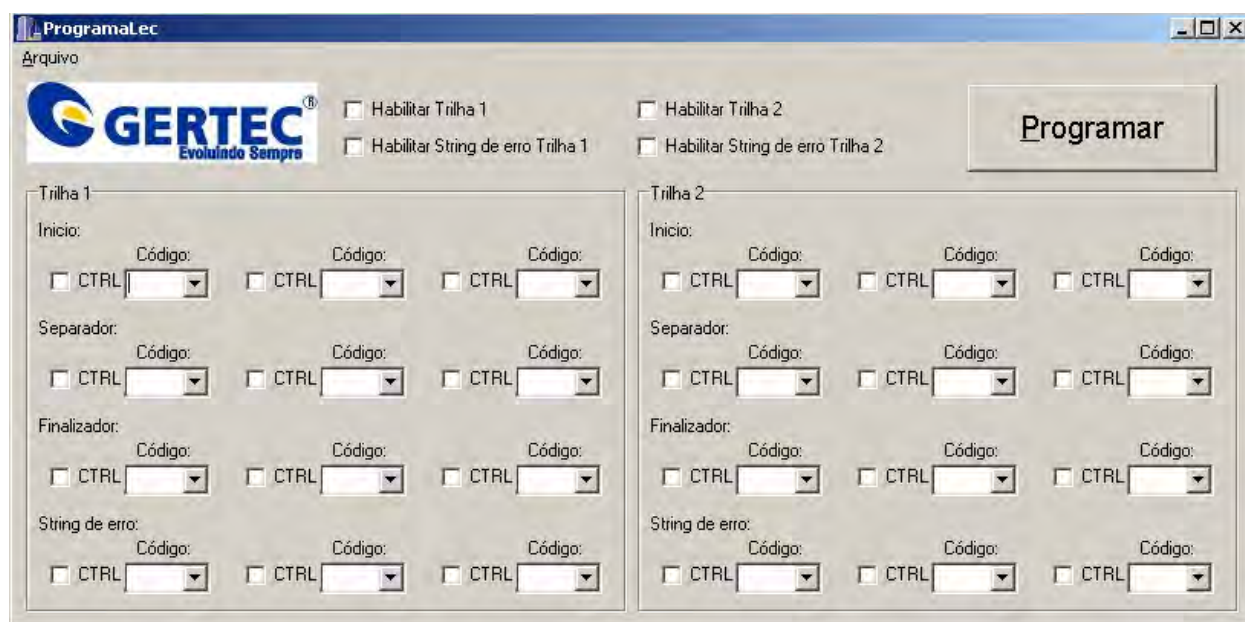 ProgramaLec
Arquivo
GERTEC®
Evoluindo Sempre
Habilitar Trilha 1
Habilitar String de erro Trilha 1
Habilitar Trilha 2
Habilitar String de erro Trilha 2
Programar
Trilha 1
Inicio:
Código: Código: Código:
CTRL CTRL CTRL
Separador:
Código: Código: Código:
CTRL CTRL CTRL
Finalizador:
Código: Código: Código:
CTRL CTRL CTRL
String de erro:
Código: Código: Código:
CTRL CTRL CTRL
Trilha 2
Inicio:
Código: Código: Código:
CTRL CTRL CTRL
Separador:
Código: Código: Código:
CTRL CTRL CTRL
Finalizador:
Código: Código: Código:
CTRL CTRL CTRL
String de erro:
Código: Código: Código:
CTRL CTRL CTRL